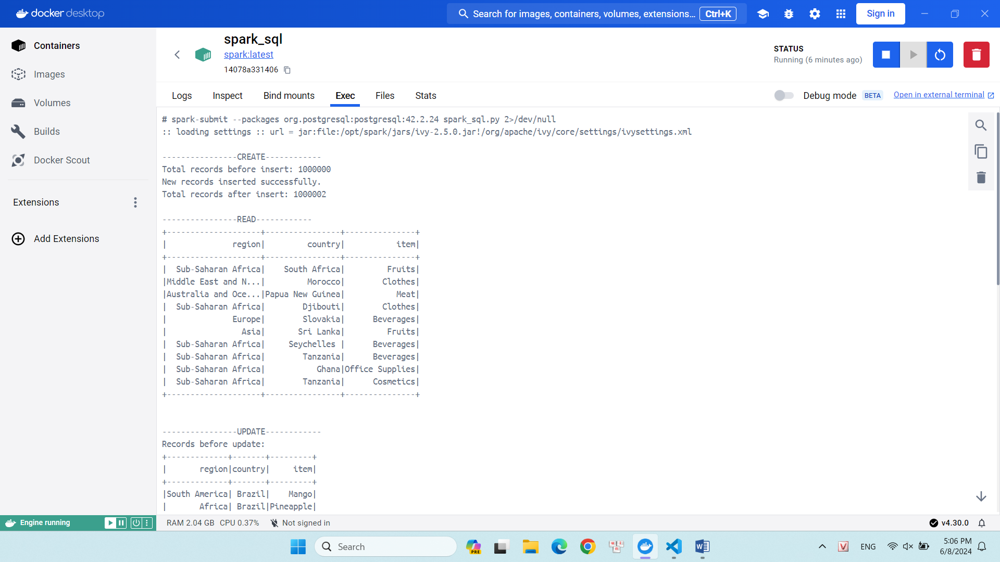 docker desktop
Search for images, containers, volumes, extensions... Ctrl+K
Sign in
Containers
Images
Volumes
Builds
Docker Scout
Extensions
Add Extensions
spark_sql
spark:latest
14078a331406
STATUS
Running (6 minutes ago)
Logs Inspect Bind mounts Exec Files Stats
Debug mode BETA Open in external terminal
# spark-submit --packages org.postgresql:postgresql:42.2.24 spark_sql.py 2>/dev/null
:: loading settings :: url = jar:file:/opt/spark/jars/ivy-2.5.0.jar!/org/apache/ivy/core/settings/ivysettings.xml
----------------CREATE------------
Total records before insert: 1000000
New records inserted successfully.
Total records after insert: 1000002
----------------READ------------
+--------------------+----------------+---------------+
|              region|         country|           item|
+--------------------+----------------+---------------+
|  Sub-Saharan Africa|    South Africa|         Fruits|
|Middle East and N...|         Morocco|        Clothes|
|Australia and Oce...|Papua New Guinea|           Meat|
|  Sub-Saharan Africa|        Djibouti|        Clothes|
|              Europe|        Slovakia|      Beverages|
|                Asia|       Sri Lanka|         Fruits|
|  Sub-Saharan Africa|     Seychelles |      Beverages|
|  Sub-Saharan Africa|        Tanzania|      Beverages|
|  Sub-Saharan Africa|           Ghana|Office Supplies|
|  Sub-Saharan Africa|        Tanzania|      Cosmetics|
+--------------------+----------------+---------------+
----------------UPDATE------------
Records before update:
+-------------+-------+---------+
|       region|country|     item|
+-------------+-------+---------+
|South America| Brazil|    Mango|
|       Africa| Brazil|Pineapple|
Engine running
RAM 2.04 GB CPU 0.37% Not signed in
v4.30.0
Search
PRE
ENG
5:06 PM
6/8/2024